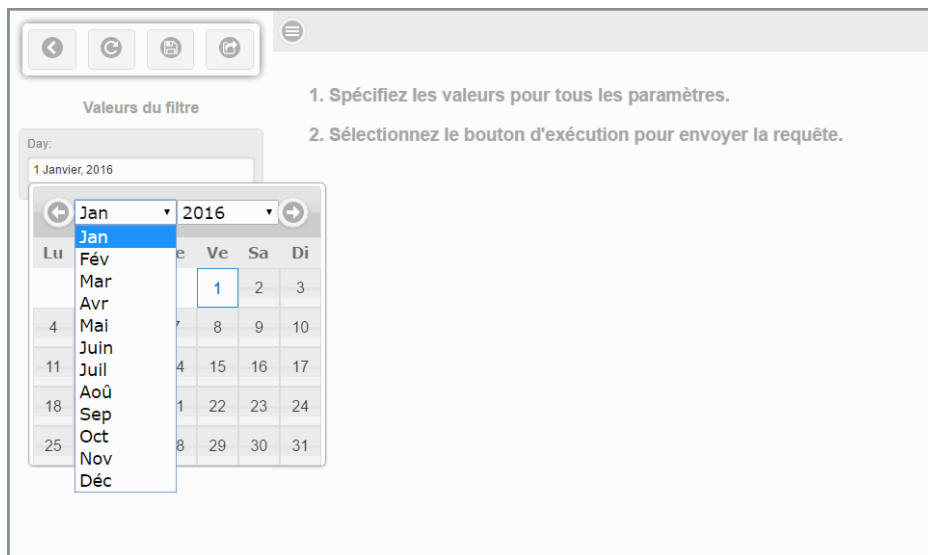 Valeurs du filtre
Day:
1 Janvier, 2016
1. Spécifiez les valeurs pour tous les paramètres.
2. Sélectionnez le bouton d'exécution pour envoyer la requête.
Jan 2016
Jan
Fév
Mar
Avr
Mai
Juin
Juil
Aoû
Sep
Oct
Nov
Déc
Lu Ve Sa Di
1 2 3
4 8 9 10
11 15 16 17
18 22 23 24
25 29 30 31